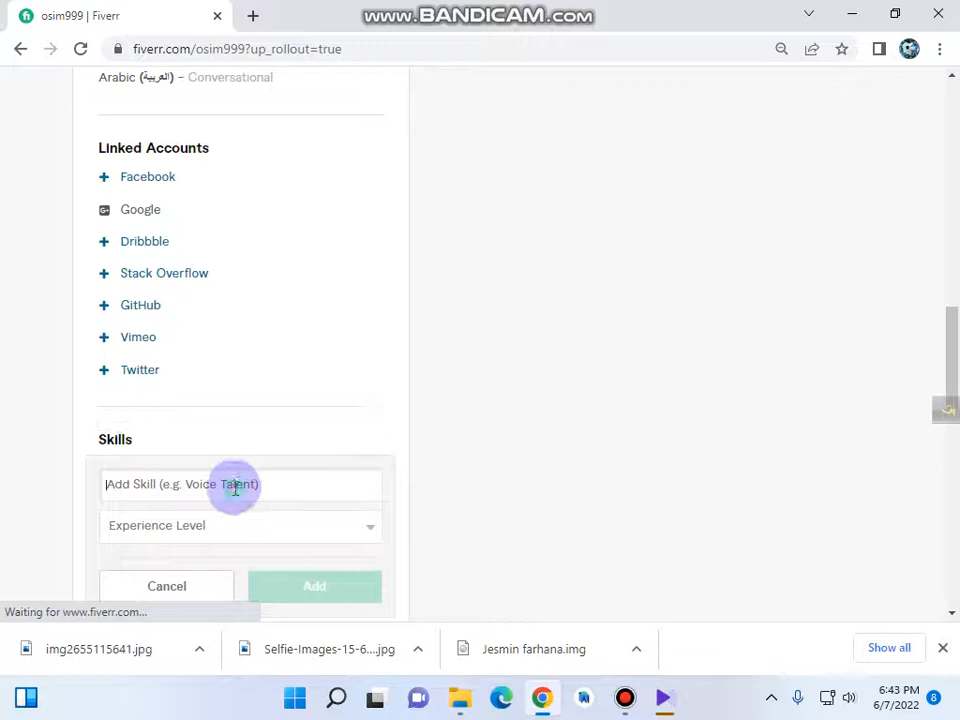 osim999 | Fiverr
www.BANDICAM.com
fiverr.com/osim999?up_rollout=true
Arabic (العربية) – Conversational
Linked Accounts
Facebook
Google
Dribbble
Stack Overflow
GitHub
Vimeo
Twitter
Skills
Add Skill (e.g. Voice Talent)
Experience Level
Cancel
Add
Waiting for www.fiverr.com...
img2655115641.jpg
Selfie-Images-15-6....jpg
Jesmin farhana.img
Show all
6:43 PM
6/7/2022
8